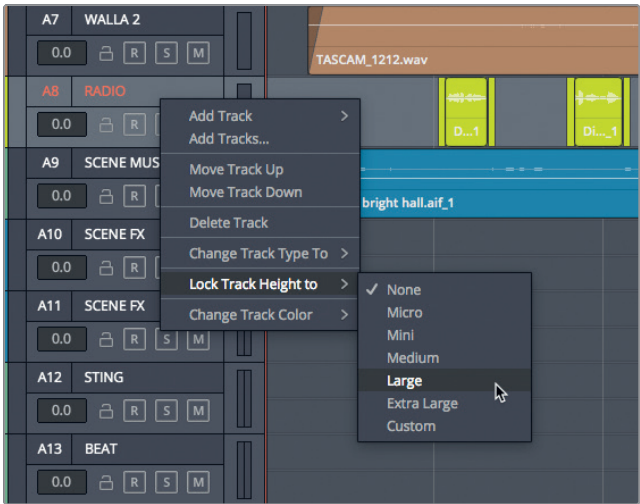 A7 WALLA 2
0.0 R S M
TASCAM_1212.wav
A8 RADIO
0.0 R
D...1
Di..._1
A9 SCENE MUS
0.0 R
bright hall.aif_1
A10 SCENE FX
0.0 R
A11 SCENE FX
0.0 R S M
A12 STING
0.0 R S M
A13 BEAT
0.0 R S M
Add Track >
Add Tracks...
Move Track Up
Move Track Down
Delete Track
Change Track Type To >
Lock Track Height to >
Change Track Color >
✓ None
Micro
Mini
Medium
Large
Extra Large
Custom